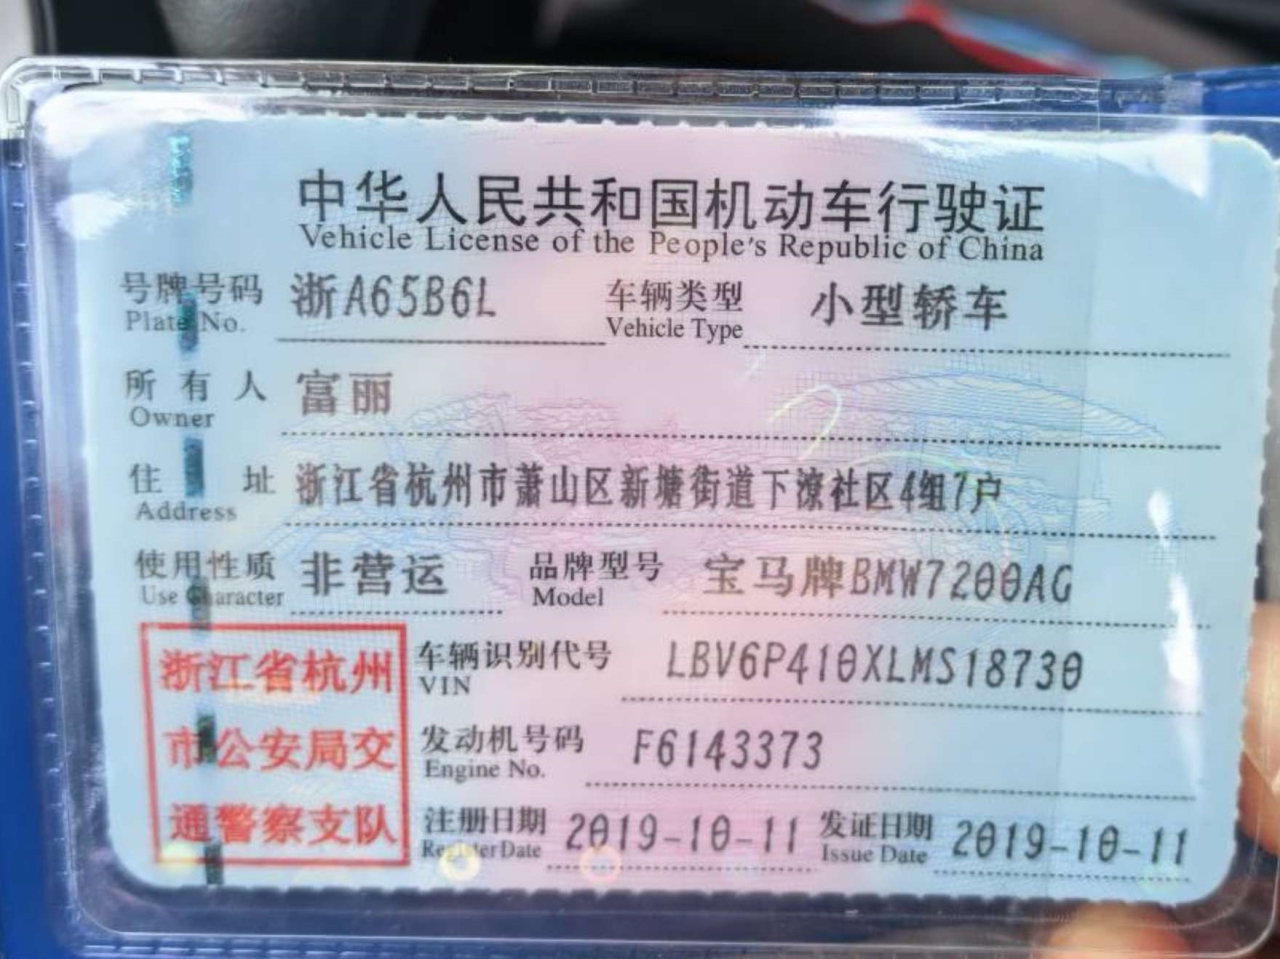 中华人民共和国机动车行驶证
Vehicle License of the People's Republic of China
号牌号码 浙A65B6L 车辆类型 小型轿车
Plate No. Vehicle Type
所有人 富丽
Owner
住址 浙江省杭州市萧山区新塘街道下潦社区4组7户
Address
使用性质 非营运 品牌型号 宝马牌BMW7200AG
Use Character Model
浙江省杭州
市公安局交
通警察支队
车辆识别代号 LBV6P410XLMS18730
VIN
发动机号码 F6143373
Engine No.
注册日期 2019-10-11 发证日期 2019-10-11
Register Date Issue Date